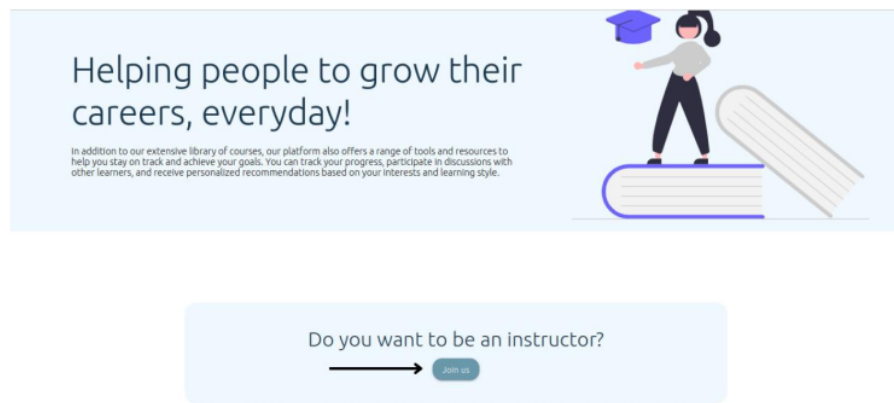 Helping people to grow their
careers, everyday!
In addition to our extensive library of courses, our platform also offers a range of tools and resources to
help you stay on track and achieve your goals. You can track your progress, participate in discussions with
other learners, and receive personalized recommendations based on your interests and learning style.
Do you want to be an instructor?
Join us